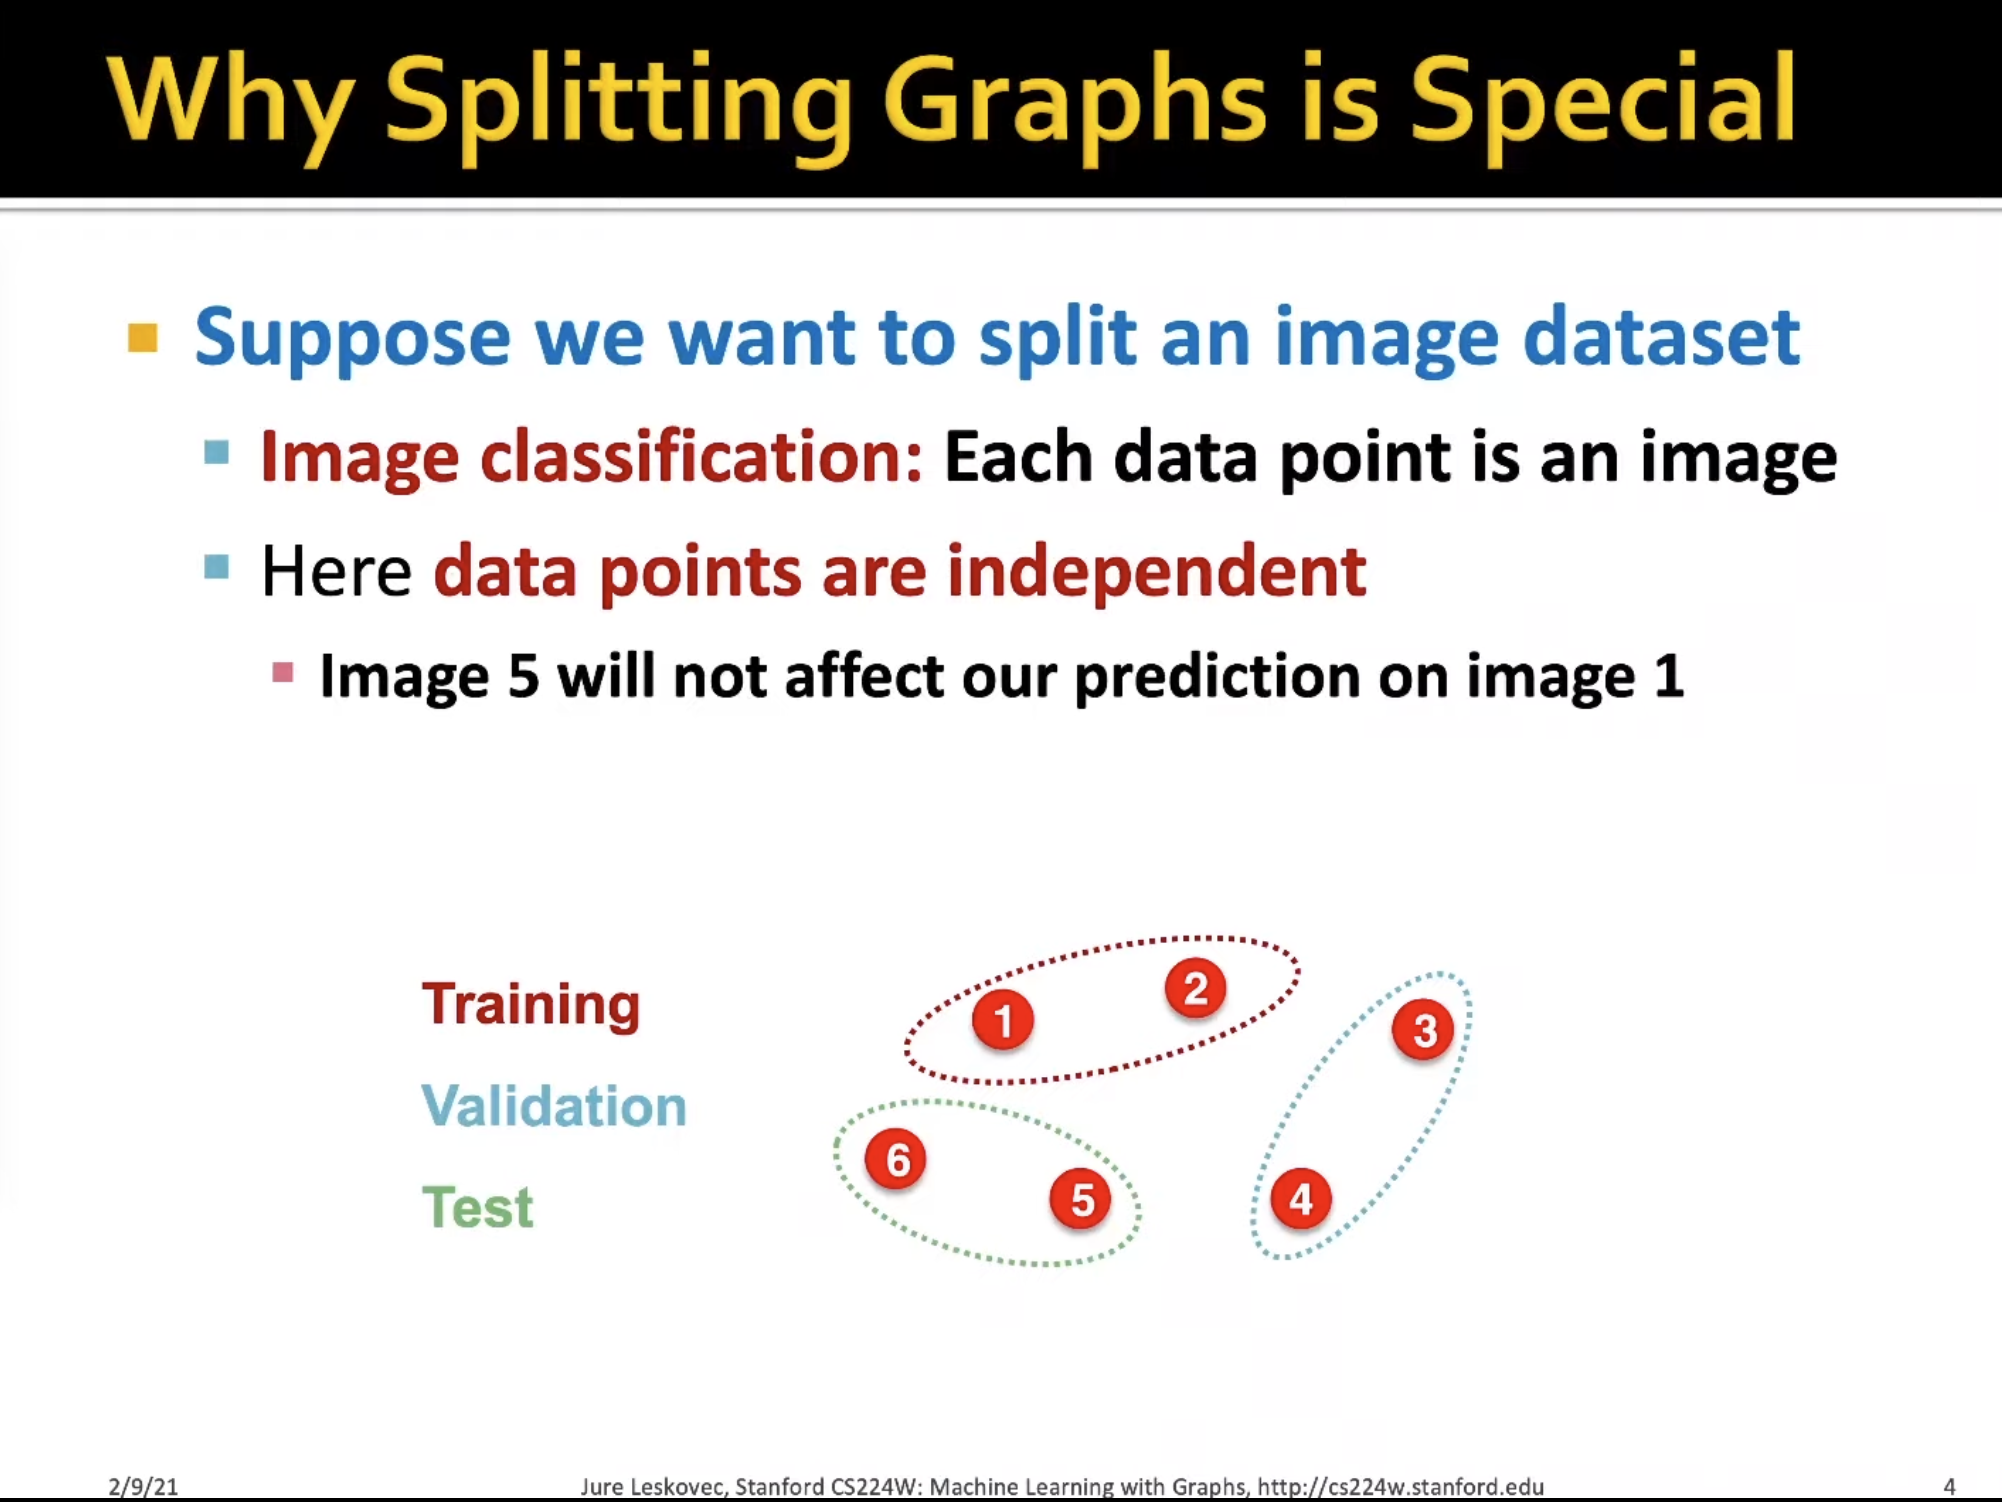 Why Splitting Graphs is Special
Suppose we want to split an image dataset
Image classification: Each data point is an image
Here data points are independent
Image 5 will not affect our prediction on image 1
Training
Validation
Test
1
2
3
4
5
6
2/9/21
Jure Leskovec, Stanford CS224W: Machine Learning with Graphs, http://cs224w.stanford.edu
4